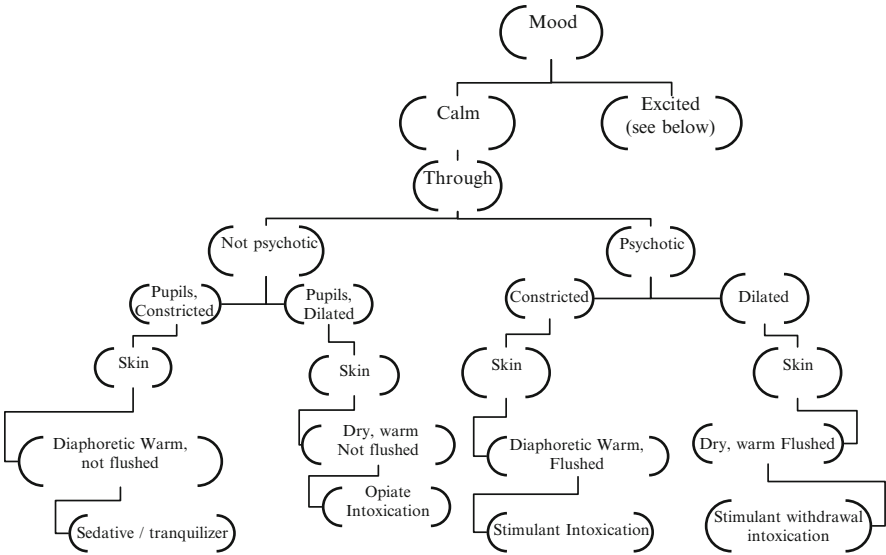 Mood
Calm
Excited
(see below)
Through
Not psychotic
Psychotic
Pupils,
Constricted
Pupils,
Dilated
Constricted
Dilated
Skin
Skin
Skin
Skin
Diaphoretic Warm,
not flushed
Dry, warm
Not flushed
Diaphoretic Warm,
Flushed
Dry, warm Flushed
Sedative / tranquilizer
Opiate
Intoxication
Stimulant Intoxication
Stimulant withdrawal
intoxication